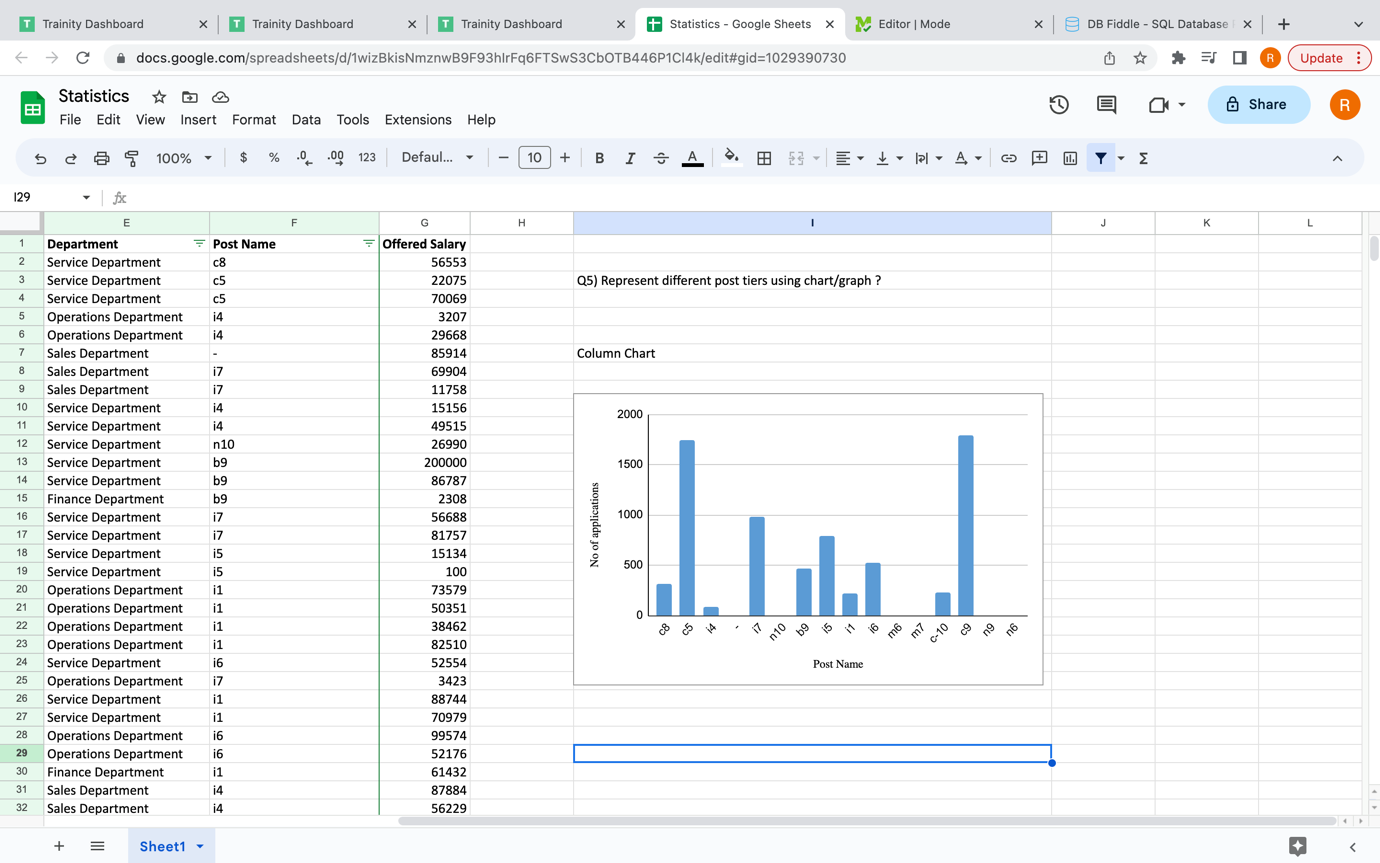 Trainity Dashboard Trainity Dashboard Trainity Dashboard Statistics - Google Sheets Editor | Mode DB Fiddle - SQL Database
docs.google.com/spreadsheets/d/1wizBkisNmznwB9F93hIrFq6FTSwS3CbOTB446P1Cl4k/edit#gid=1029390730 R Update
Statistics
File Edit View Insert Format Data Tools Extensions Help Share R
100% $ % .0 .00 123 Defaul... 10 B I S A
I29 fx
E F G H I J K L
1 Department Post Name Offered Salary
2 Service Department c8 56553
3 Service Department c5 22075 Q5) Represent different post tiers using chart/graph ?
4 Service Department c5 70069
5 Operations Department i4 3207
6 Operations Department i4 29668
7 Sales Department - 85914 Column Chart
8 Sales Department i7 69904
9 Sales Department i7 11758
10 Service Department i4 15156
11 Service Department i4 49515
12 Service Department n10 26990
13 Service Department b9 200000
14 Service Department b9 86787
15 Finance Department b9 2308
16 Service Department i7 56688
17 Service Department i7 81757
18 Service Department i5 15134
19 Service Department i5 100
20 Operations Department i1 73579
21 Operations Department i1 50351
22 Operations Department i1 38462
23 Operations Department i1 82510
24 Service Department i6 52554
25 Operations Department i7 3423
26 Service Department i1 88744
27 Service Department i1 70979
28 Operations Department i6 99574
29 Operations Department i6 52176
30 Finance Department i1 61432
31 Sales Department i4 87884
32 Sales Department i4 56229
2000
1500
1000
500
0
No of applications
c8 c5 i4 - i7 n10 b9 i5 i1 i6 m6 m7 c-10 c9 n9 n6
Post Name
Sheet1